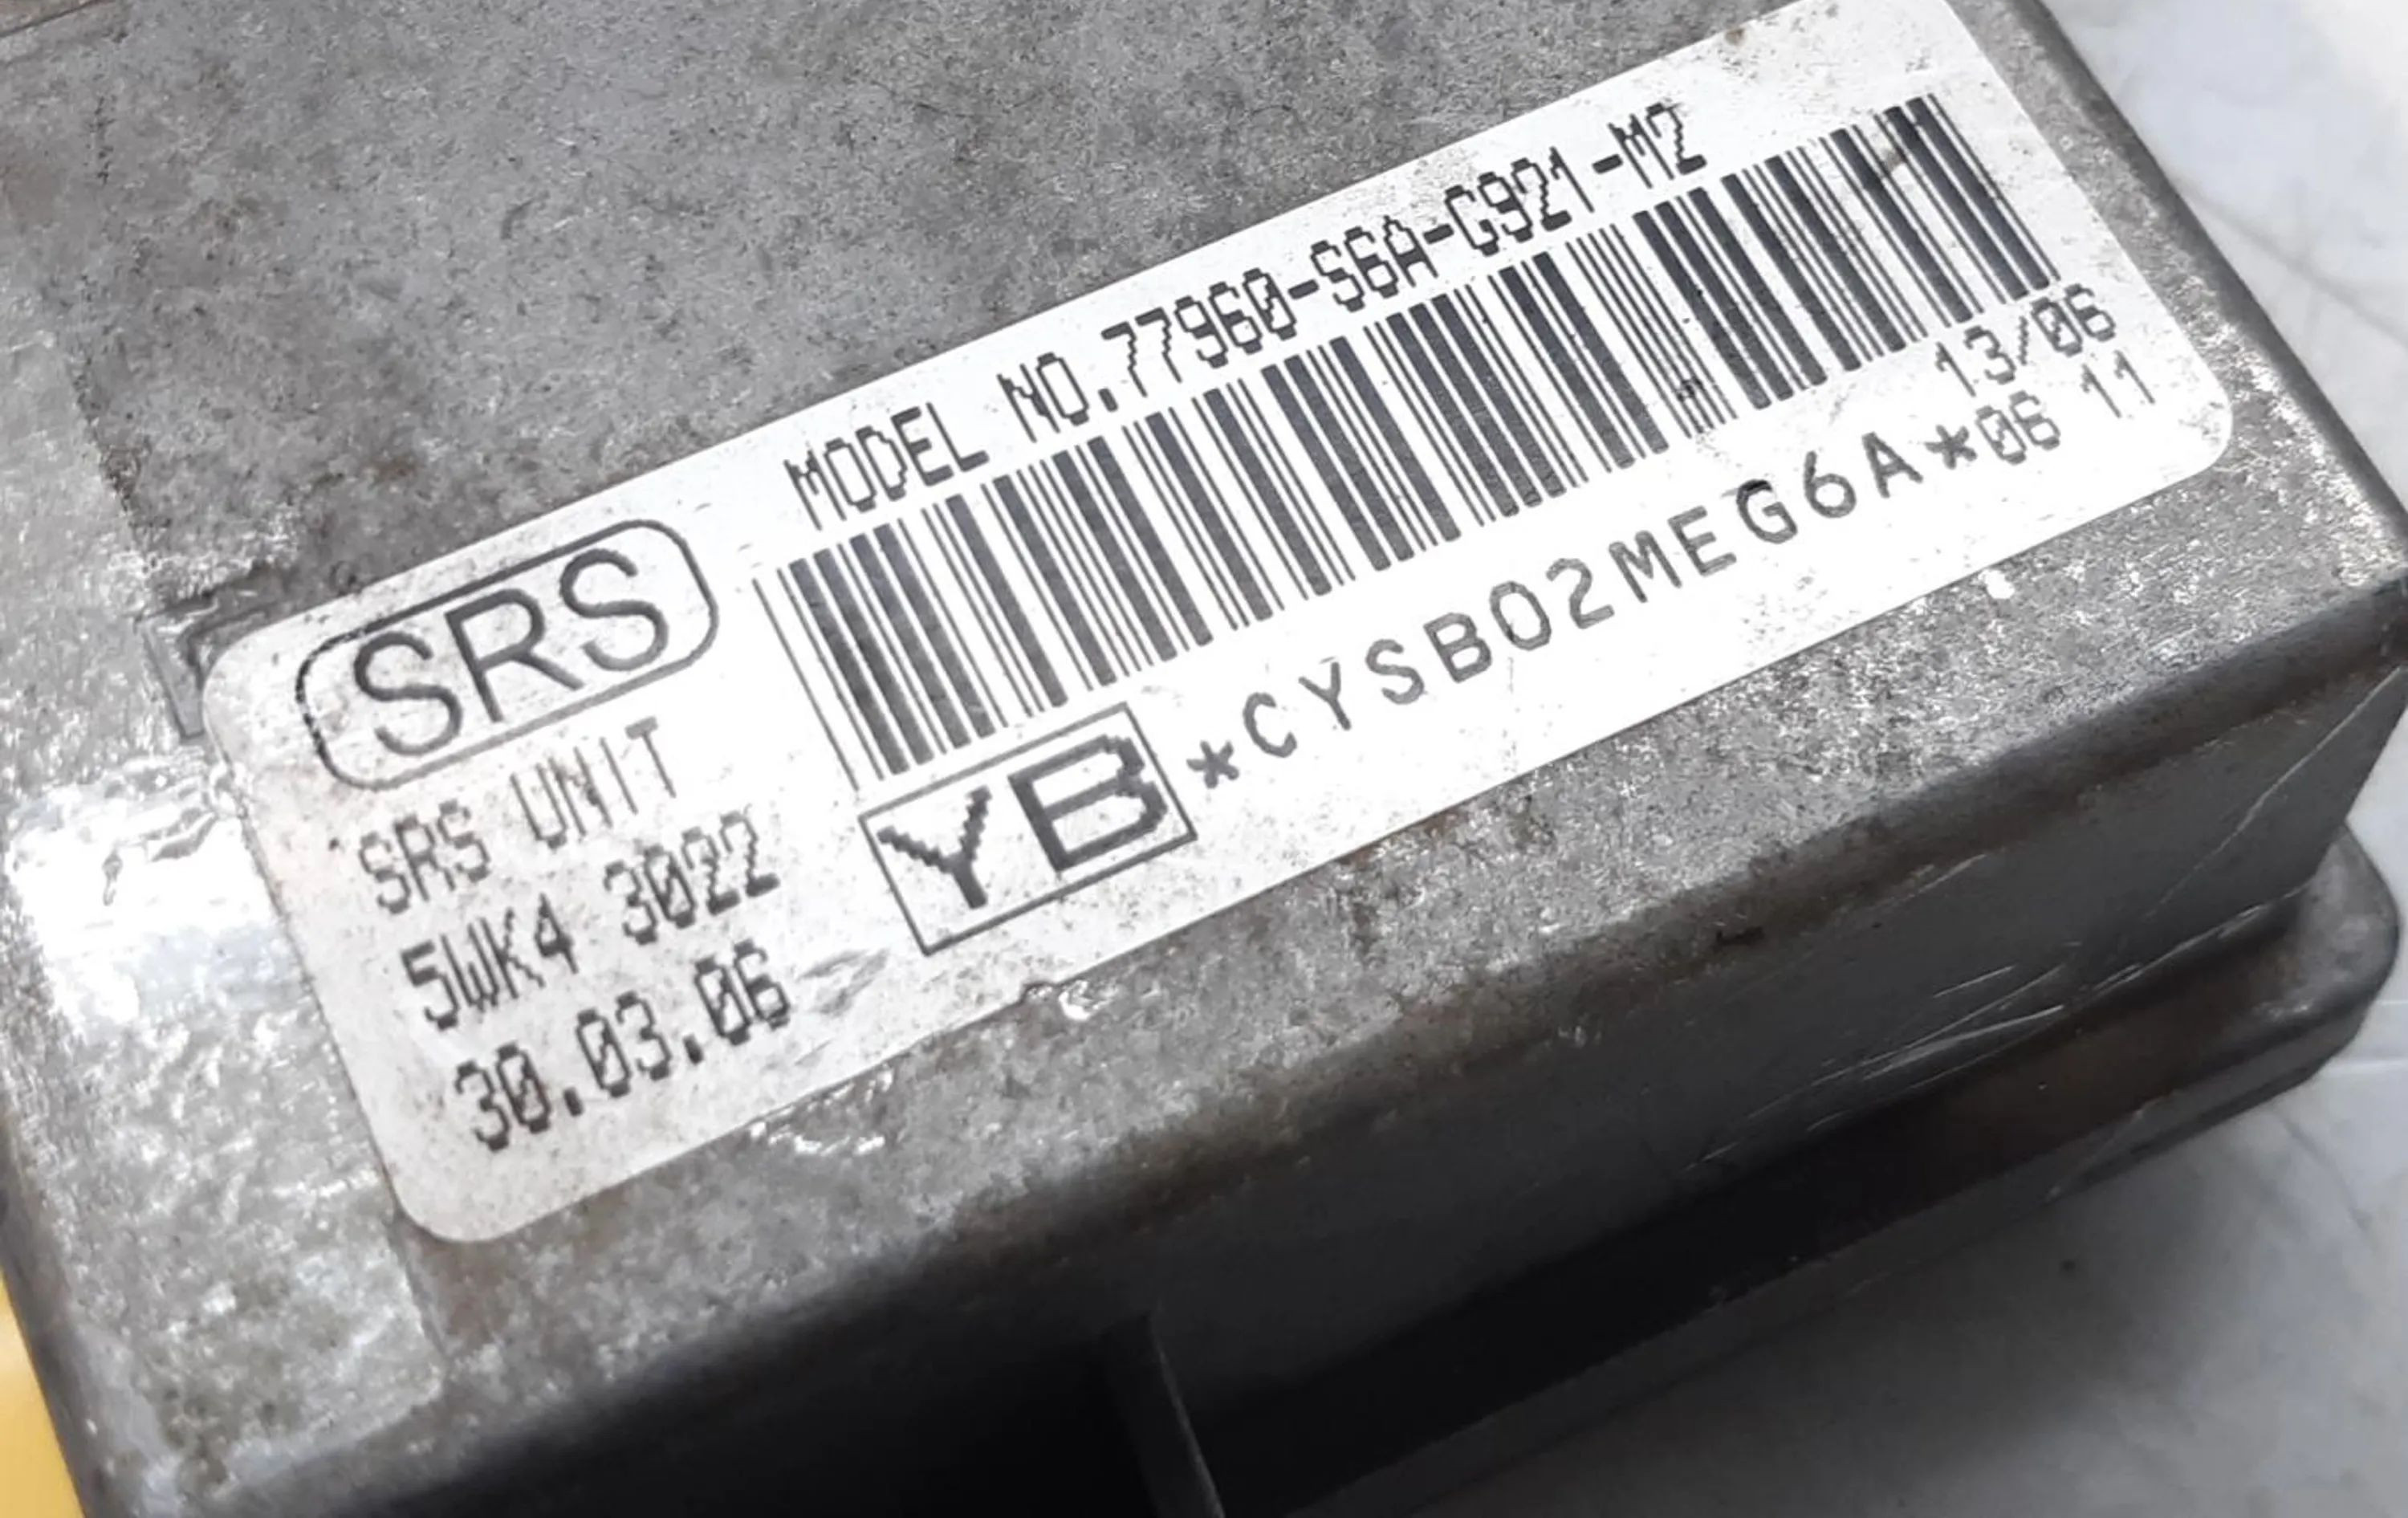 MODEL NO.77960-S6A-G921-M2
SRS
SRS UNIT
5WK4 3022
30.03.06
13/06
YB *CYSB02MEG6A*06 11